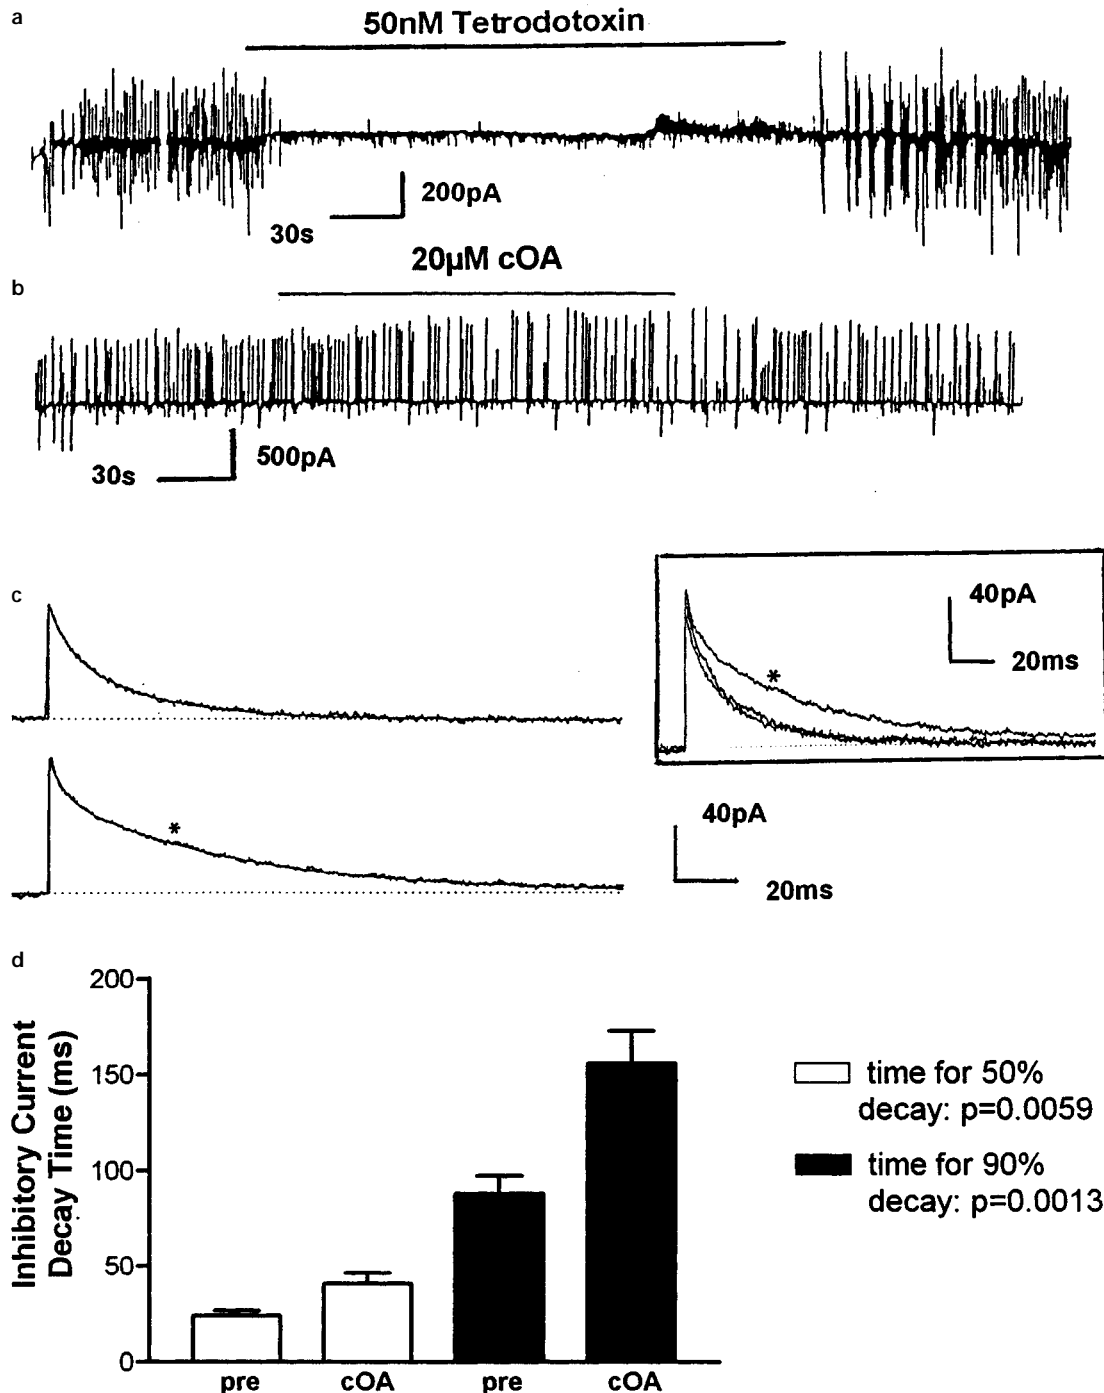 a
50nM Tetrodotoxin
200pA
30s
20µM cOA
b
500pA
30s
c
40pA
20ms
*
*
40pA
20ms
d
200
150
100
50
0
Inhibitory Current
Decay Time (ms)
pre
cOA
pre
cOA
time for 50%
decay: p=0.0059
time for 90%
decay: p=0.0013